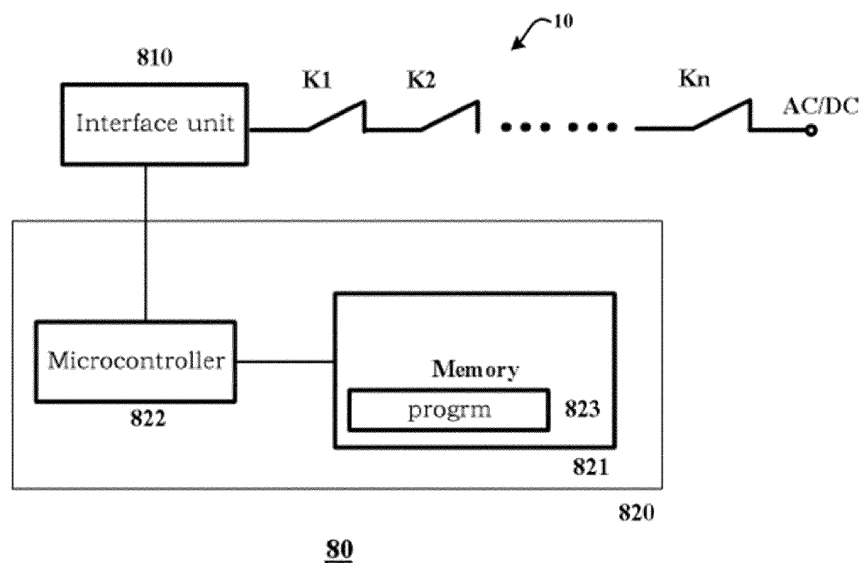 10
810
K1
K2
Kn
AC/DC
Interface unit
Microcontroller
822
Memory
progrm
823
821
820
80